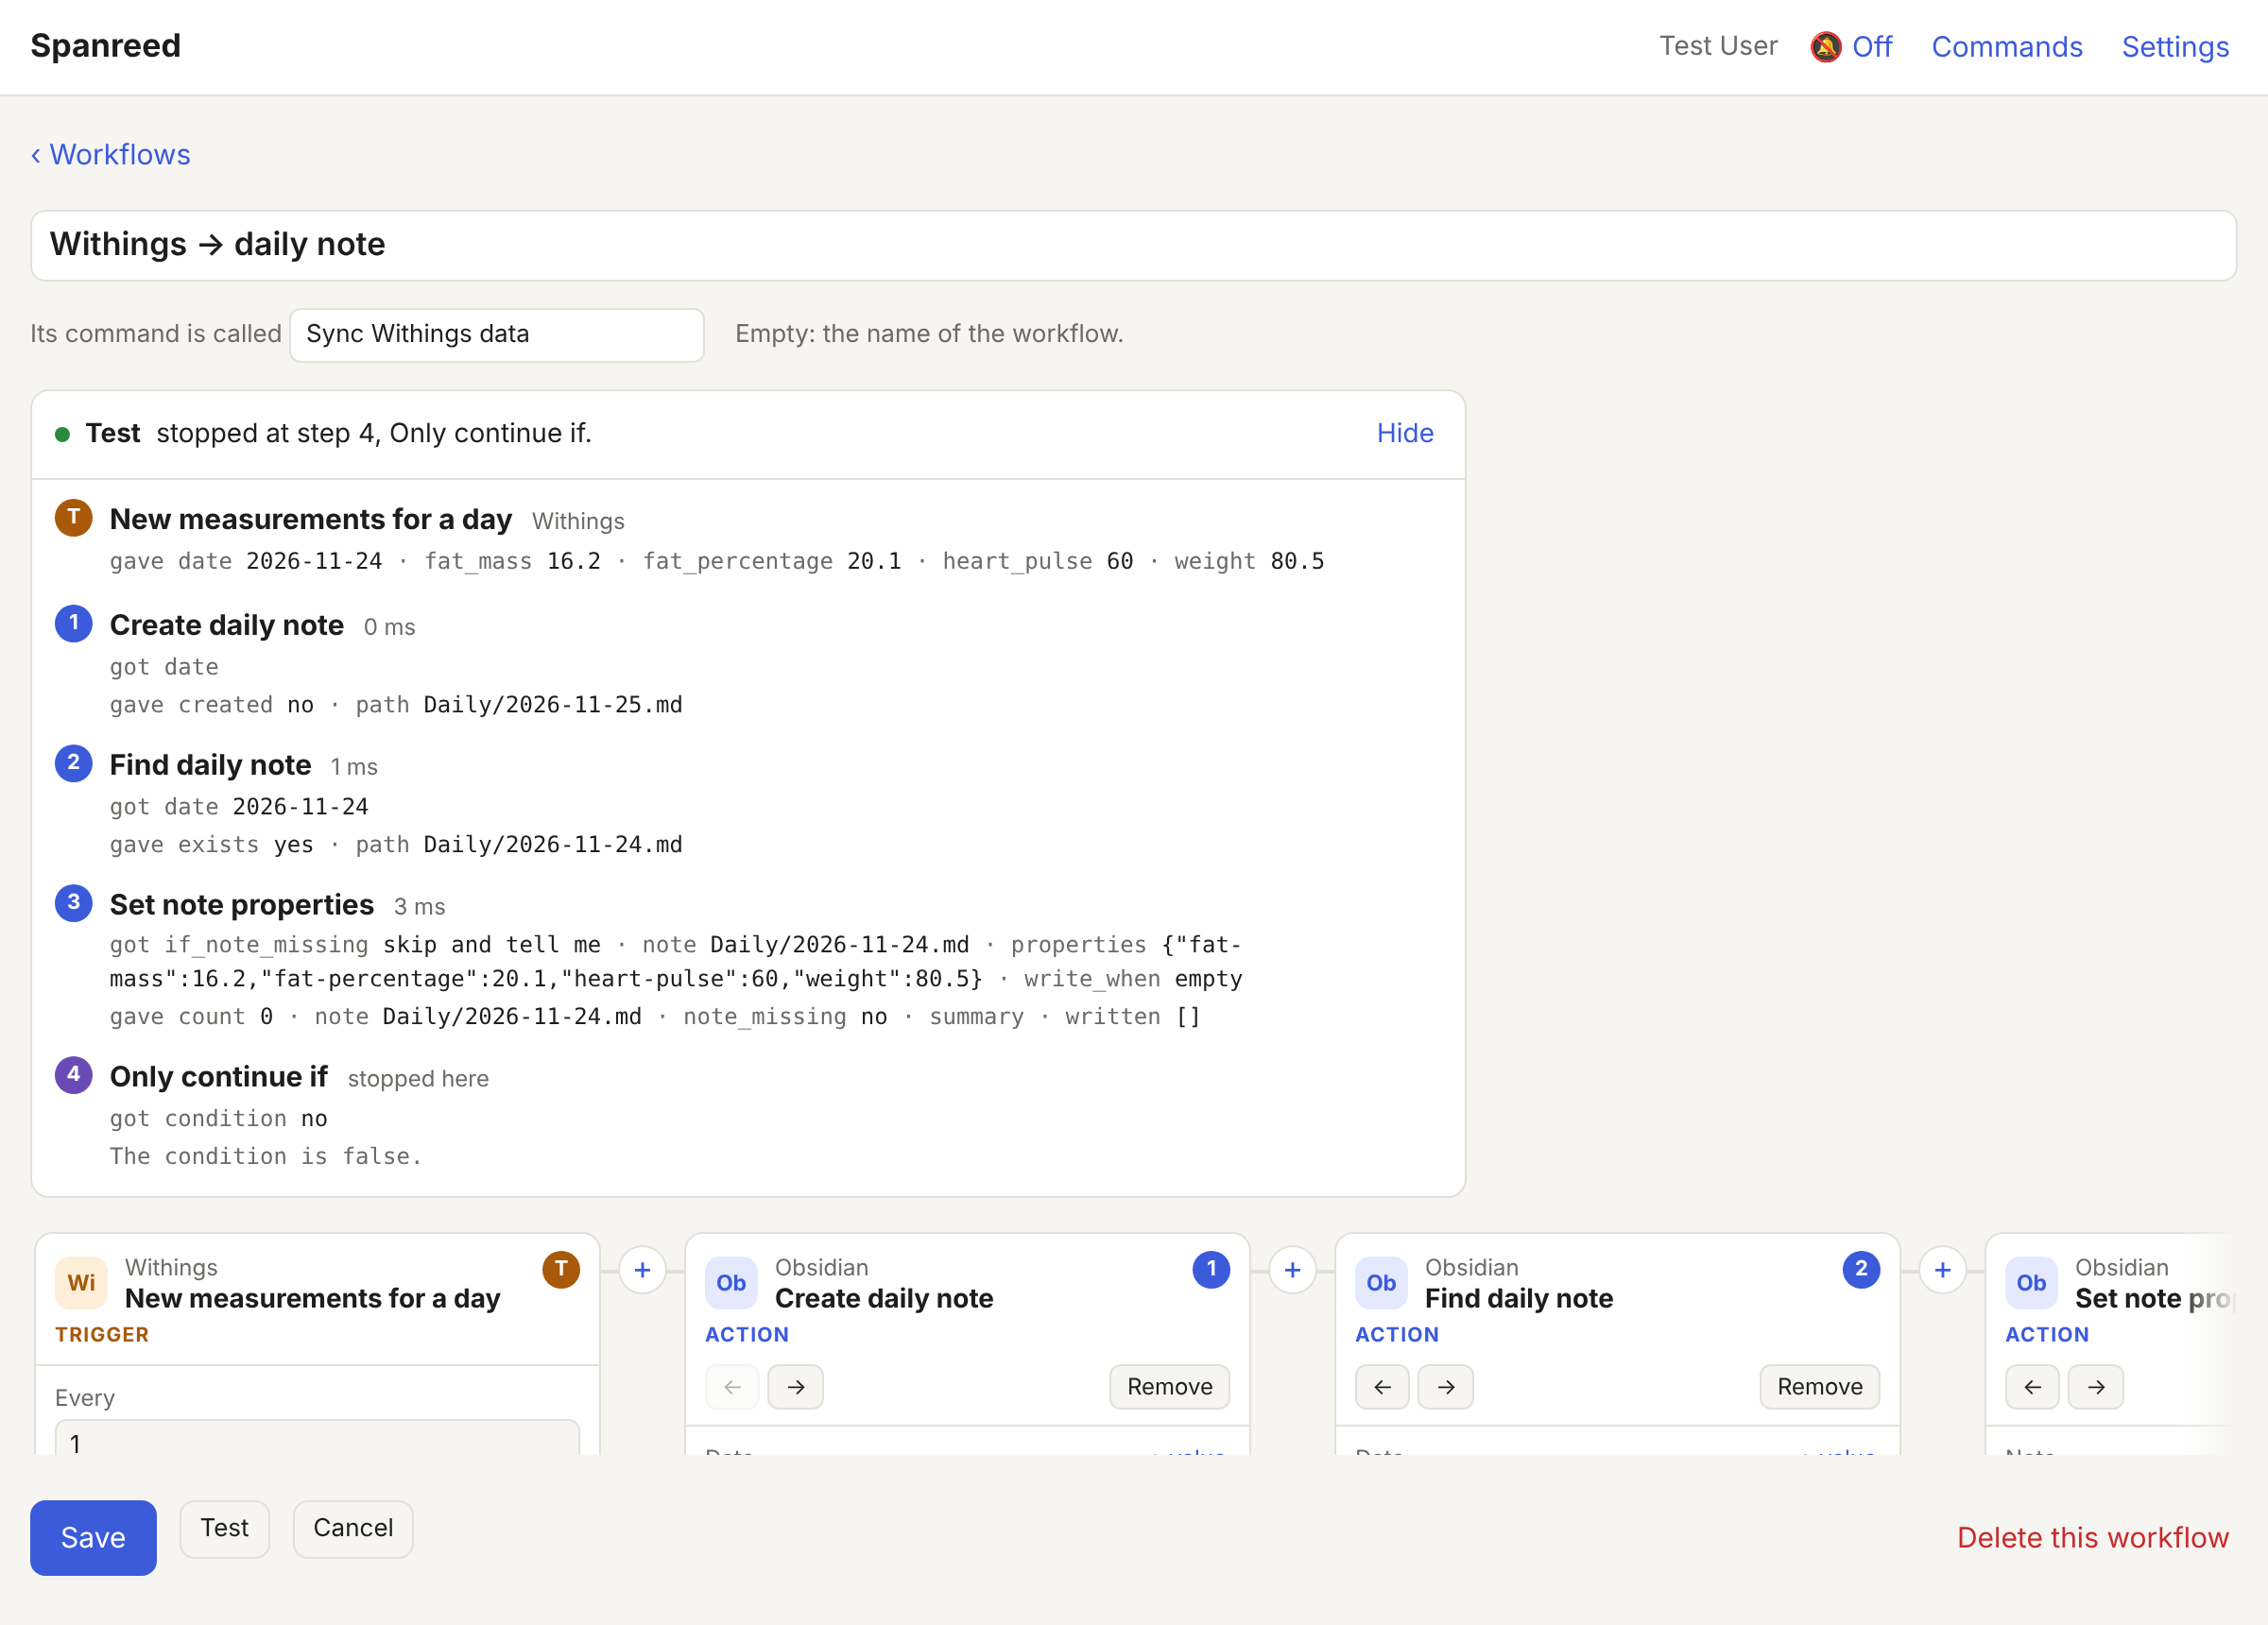 Spanreed
Test User Off Commands Settings
‹ Workflows
Withings → daily note
Its command is called Sync Withings data Empty: the name of the workflow.
Test stopped at step 4, Only continue if. Hide
T New measurements for a day Withings
gave date 2026-11-24 · fat_mass 16.2 · fat_percentage 20.1 · heart_pulse 60 · weight 80.5
1 Create daily note 0 ms
got date
gave created no · path Daily/2026-11-25.md
2 Find daily note 1 ms
got date 2026-11-24
gave exists yes · path Daily/2026-11-24.md
3 Set note properties 3 ms
got if_note_missing skip and tell me · note Daily/2026-11-24.md · properties {"fat-
mass":16.2,"fat-percentage":20.1,"heart-pulse":60,"weight":80.5} · write_when empty
gave count 0 · note Daily/2026-11-24.md · note_missing no · summary · written []
4 Only continue if stopped here
got condition no
The condition is false.
Wi Withings T
New measurements for a day
TRIGGER
Every
1
+
Ob Obsidian 1
Create daily note
ACTION
← → Remove
+
Ob Obsidian 2
Find daily note
ACTION
← → Remove
+
Ob Obsidian
Set note
ACTION
← →
Save Test Cancel Delete this workflow